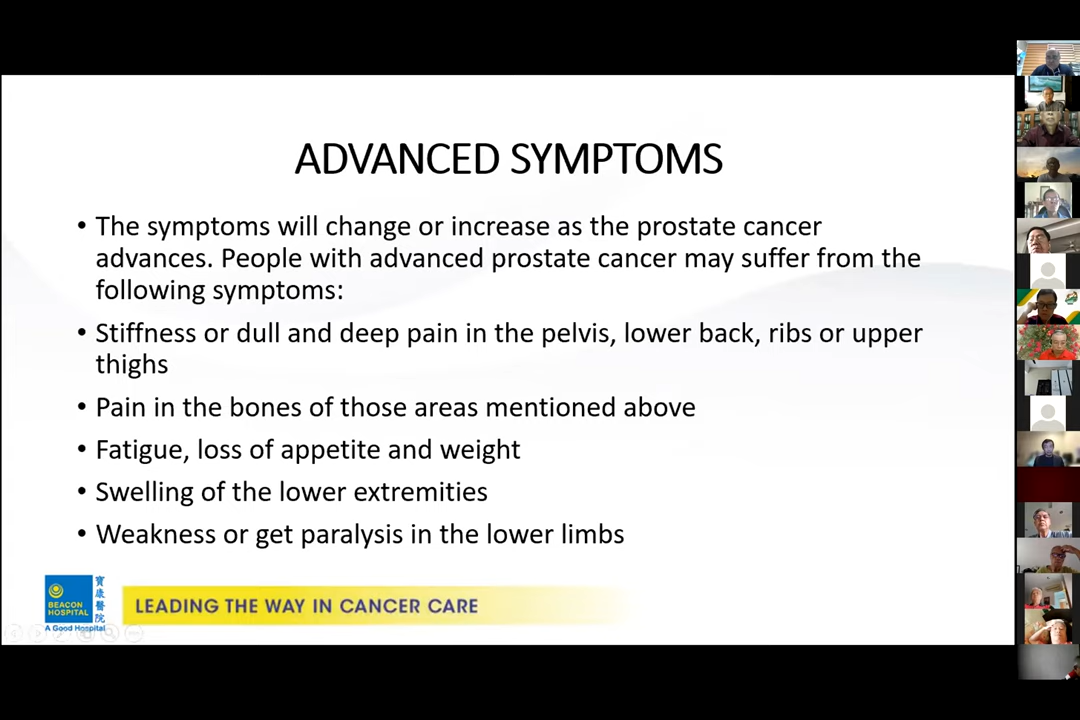 ADVANCED SYMPTOMS
• The symptoms will change or increase as the prostate cancer
advances. People with advanced prostate cancer may suffer from the
following symptoms:
• Stiffness or dull and deep pain in the pelvis, lower back, ribs or upper
thighs
• Pain in the bones of those areas mentioned above
• Fatigue, loss of appetite and weight
• Swelling of the lower extremities
• Weakness or get paralysis in the lower limbs
BEACON
HOSPITAL
寶康醫院
A Good Hospital
LEADING THE WAY IN CANCER CARE